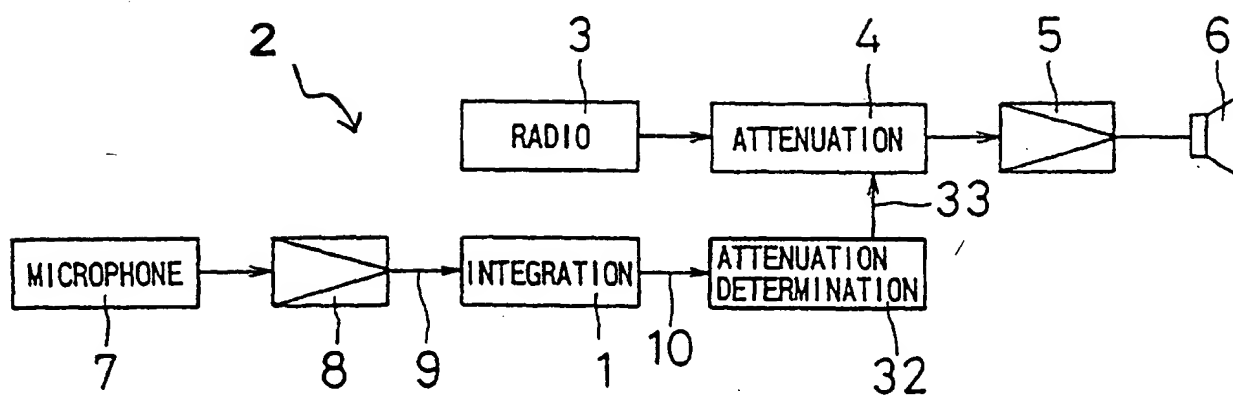 2
3
4
5
6
RADIO
ATTENUATION
33
MICROPHONE
INTEGRATION
ATTENUATION
DETERMINATION
7
8
9
1
10
32